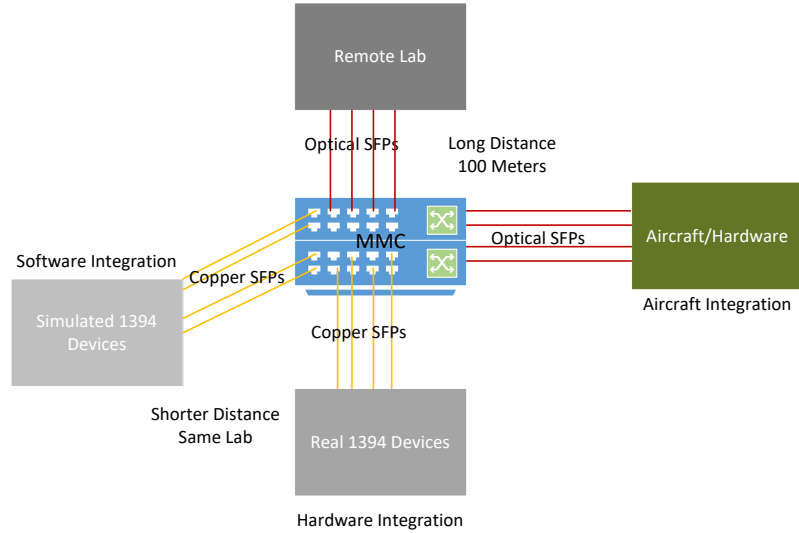 Remote Lab
Optical SFPs
Long Distance
100 Meters
MMC
Optical SFPs
Aircraft/Hardware
Software Integration
Copper SFPs
Aircraft Integration
Simulated 1394
Devices
Copper SFPs
Shorter Distance
Same Lab
Real 1394 Devices
Hardware Integration